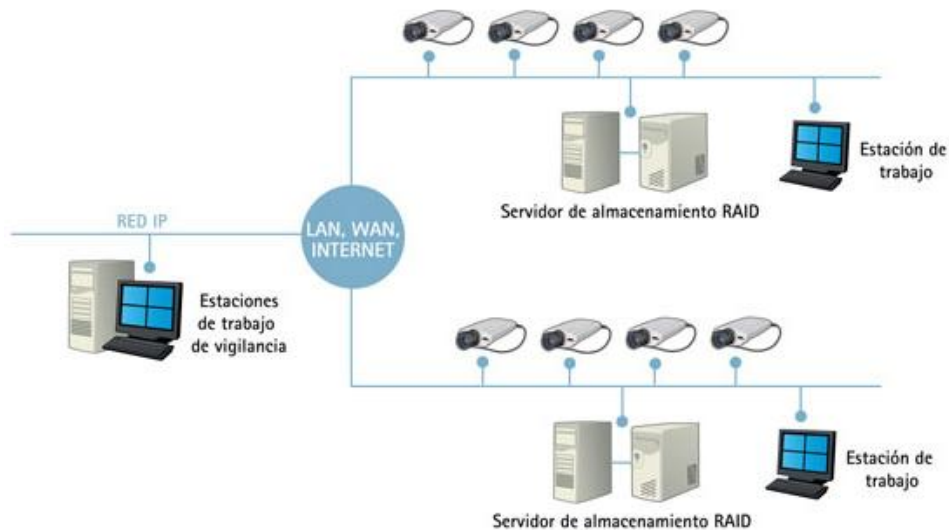 Estación de
trabajo
Servidor de almacenamiento RAID
RED IP
LAN, WAN,
INTERNET
Estaciones
de trabajo
de vigilancia
Estación de
trabajo
Servidor de almacenamiento RAID